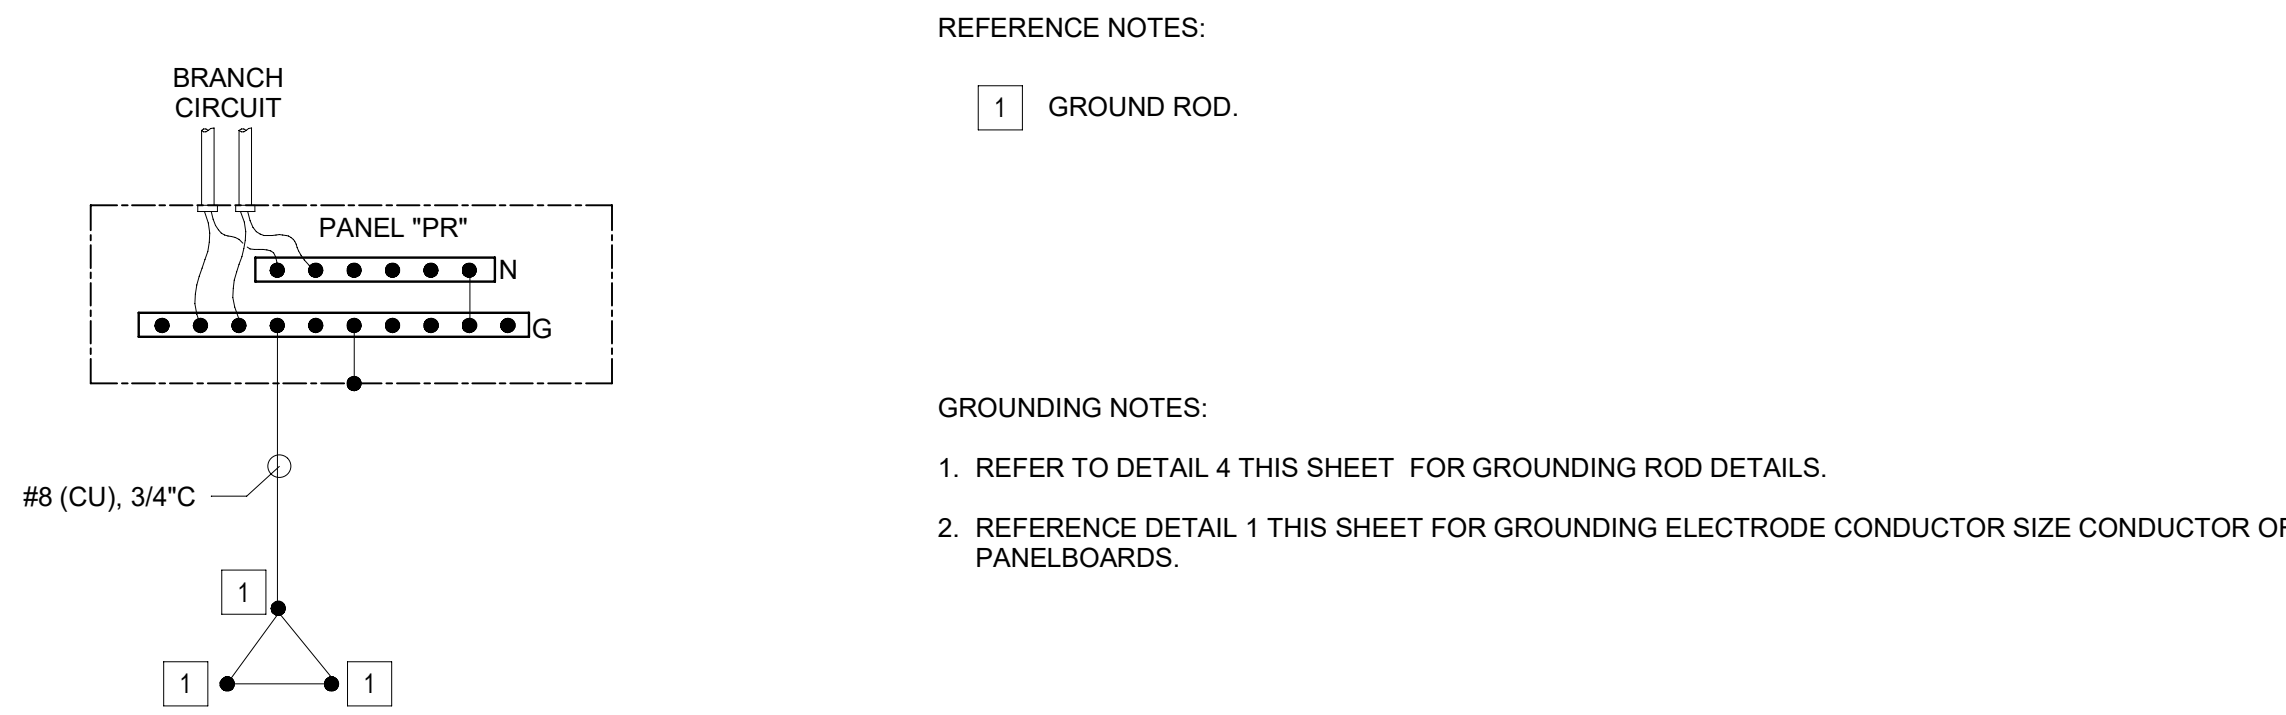 BRANCH
CIRCUIT
PANEL "PR"
N
G
#8 (CU), 3/4"C
1
1
1
REFERENCE NOTES:
1 GROUND ROD.
GROUNDING NOTES:
1. REFER TO DETAIL 4 THIS SHEET FOR GROUNDING ROD DETAILS.
2. REFERENCE DETAIL 1 THIS SHEET FOR GROUNDING ELECTRODE CONDUCTOR SIZE CONDUCTOR
PANELBOARDS.